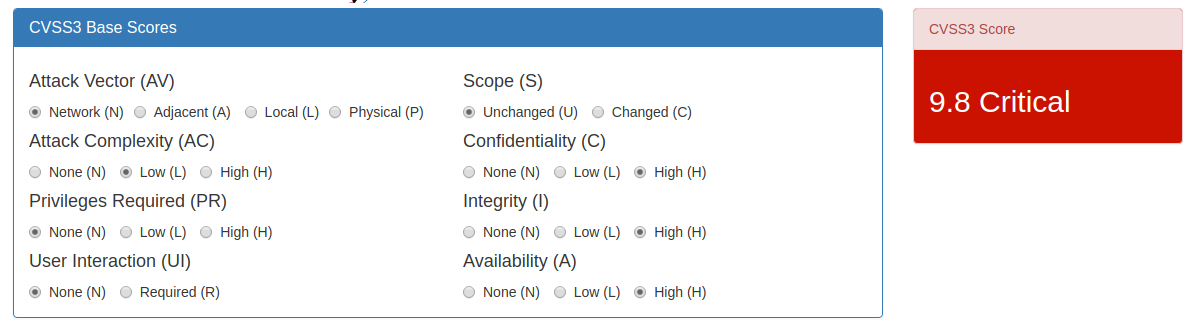 CVSS3 Base Scores
Attack Vector (AV)
Network (N) Adjacent (A) Local (L) Physical (P)
Attack Complexity (AC)
None (N) Low (L) High (H)
Privileges Required (PR)
None (N) Low (L) High (H)
User Interaction (UI)
None (N) Required (R)
Scope (S)
Unchanged (U) Changed (C)
Confidentiality (C)
None (N) Low (L) High (H)
Integrity (I)
None (N) Low (L) High (H)
Availability (A)
None (N) Low (L) High (H)
CVSS3 Score
9.8 Critical